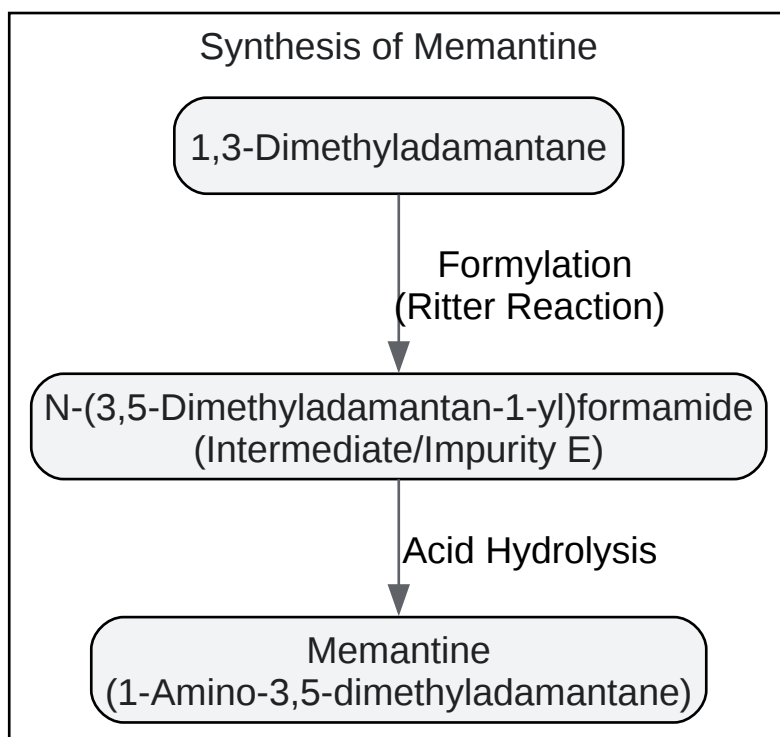 Synthesis of Memantine
1,3-Dimethyladamantane
Formylation
(Ritter Reaction)
N-(3,5-Dimethyladamantan-1-yl)formamide
(Intermediate/Impurity E)
Acid Hydrolysis
Memantine
(1-Amino-3,5-dimethyladamantane)